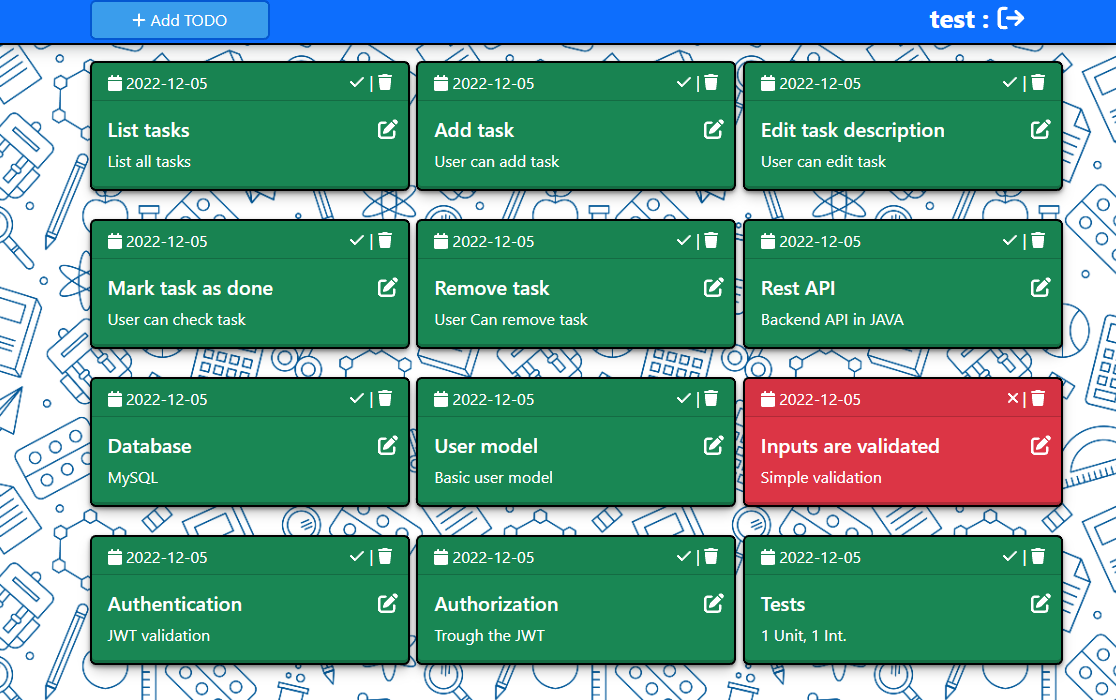 + Add TODO
test :
2022-12-05 |
List tasks
List all tasks
2022-12-05 |
Add task
User can add task
2022-12-05 |
Edit task description
User can edit task
2022-12-05 |
Mark task as done
User can check task
2022-12-05 |
Remove task
User Can remove task
2022-12-05 |
Rest API
Backend API in JAVA
2022-12-05 |
Database
MySQL
2022-12-05 |
User model
Basic user model
2022-12-05 |
Inputs are validated
Simple validation
2022-12-05 |
Authentication
JWT validation
2022-12-05 |
Authorization
Trough the JWT
2022-12-05 |
Tests
1 Unit, 1 Int.